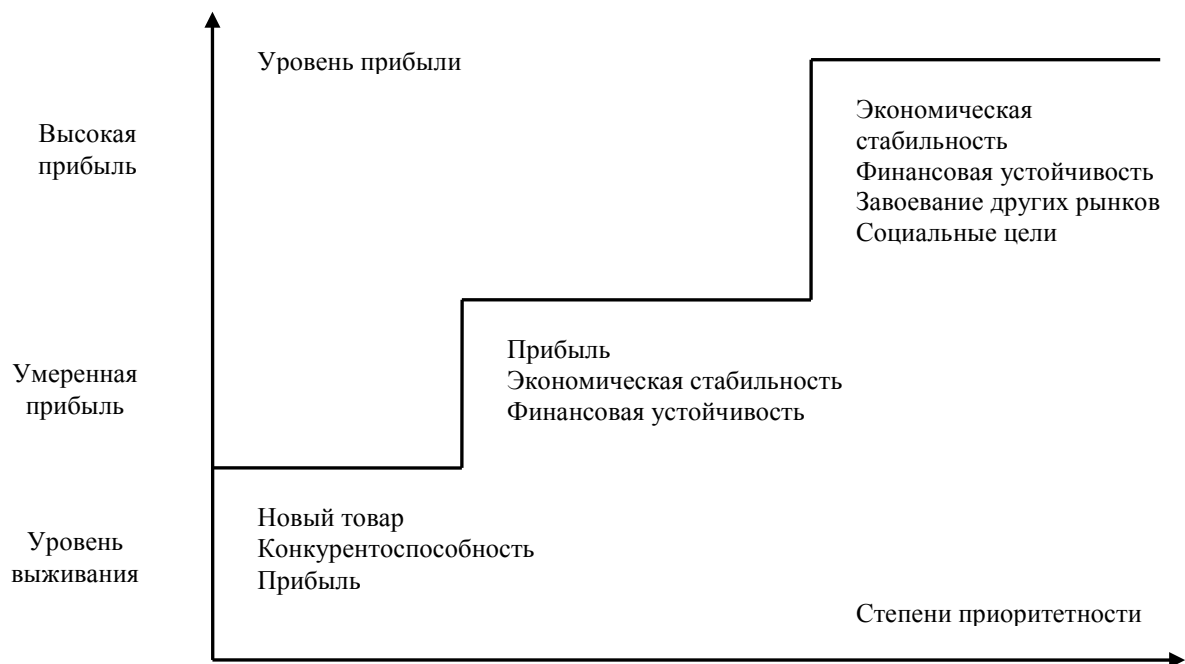 Уровень прибыли
Высокая
прибыль
Экономическая
стабильность
Финансовая устойчивость
Завоевание других рынков
Социальные цели
Умеренная
прибыль
Прибыль
Экономическая стабильность
Финансовая устойчивость
Уровень
выживания
Новый товар
Конкурентоспособность
Прибыль
Степени приоритетности